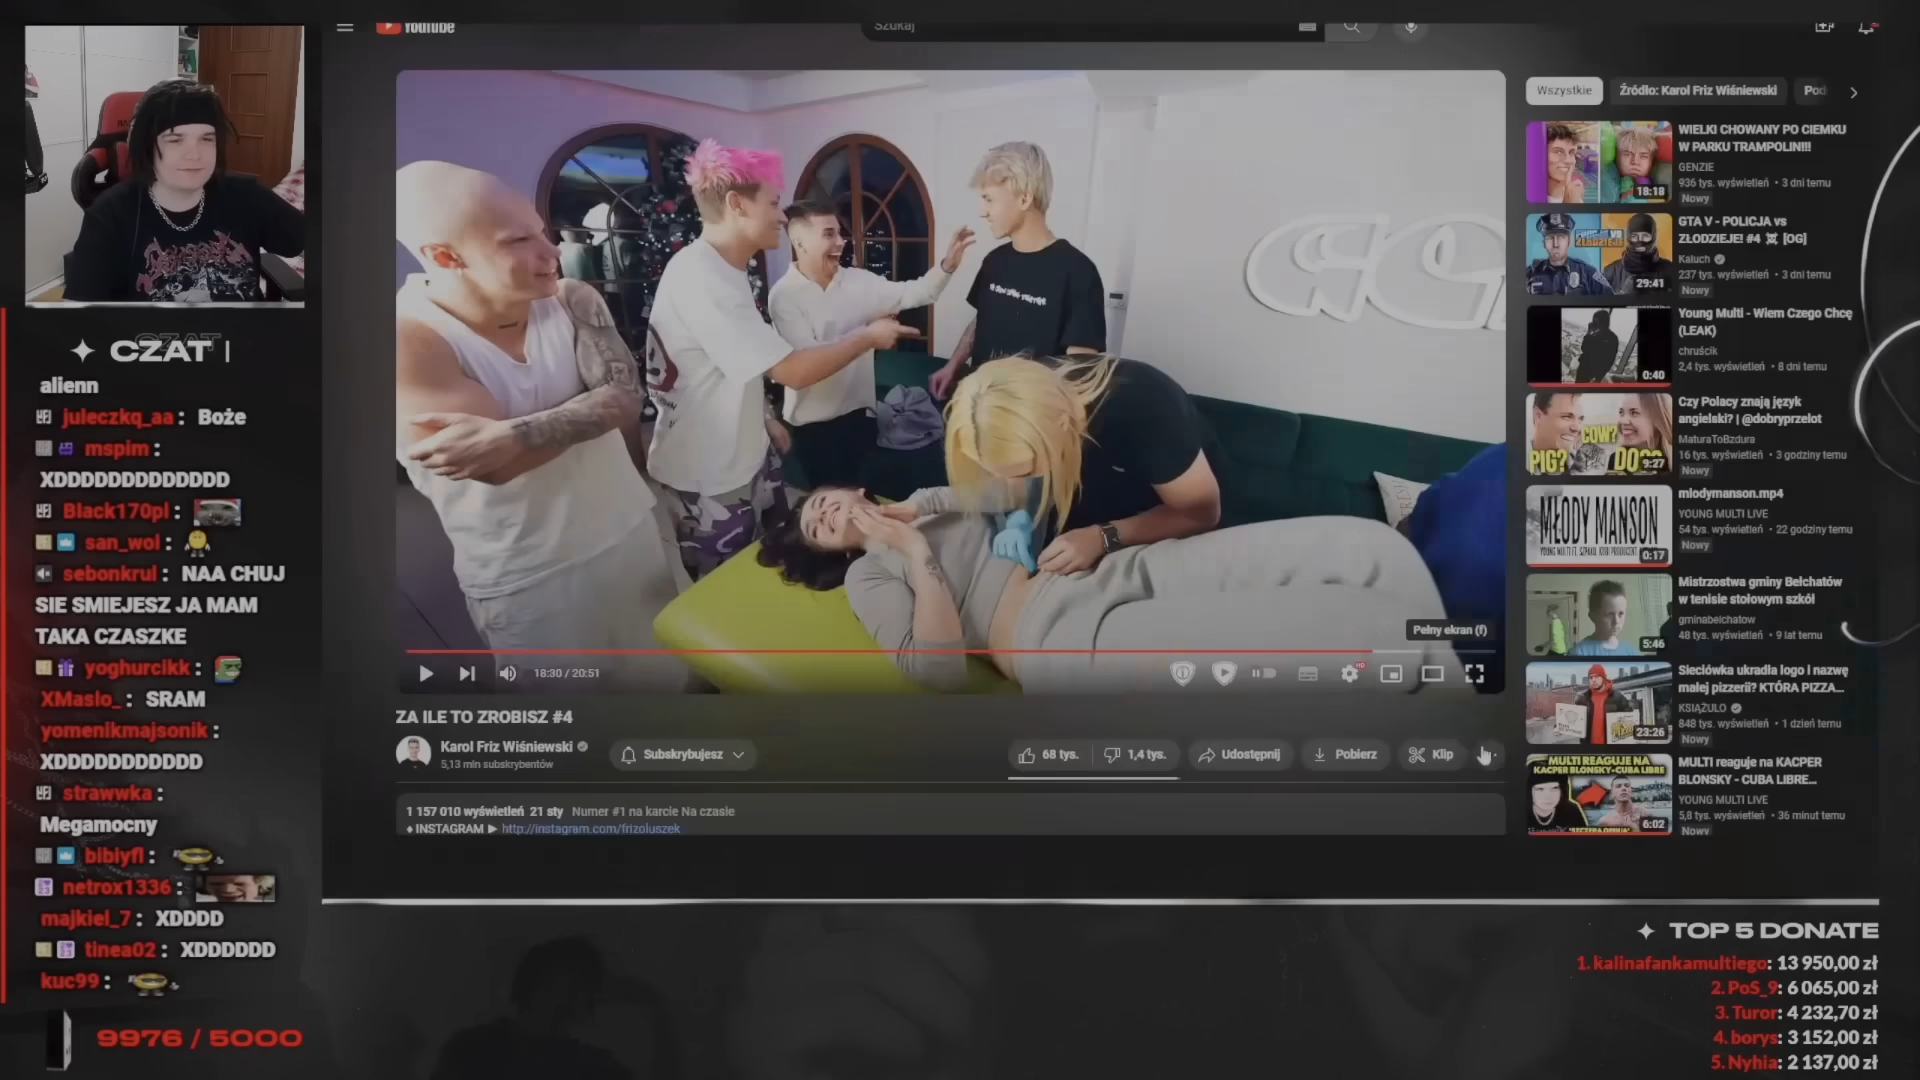 YouTube
Szukaj
CZAT
alienn
juleczkq_aa: Boże
mspim:
XDDDDDDDDDDDDD
Black170pl:
san_wol:
sebonkrul: NAA CHUJ
SIE SMIEJESZ JA MAM
TAKA CZASZKE
yoghurcikk:
XMaslo_: SRAM
yomenikmajsonik:
XDDDDDDDDDDD
strawwka:
Megamocny
bibiyfl:
netrox1336:
majkiel_7: XDDDD
tinea02: XDDDDDD
kuc99:
9976 / 5000
Pełny ekran (f)
18:30 / 20:51
ZA ILE TO ZROBISZ #4
Karol Friz Wiśniewski
5,13 mln subskrybentów
Subskrybujesz
68 tys.
1,4 tys.
Udostępnij
Pobierz
Klip
1 157 010 wyświetleń 21 sty Numer #1 na karcie Na czasie
♦ INSTAGRAM ► http://instagram.com/frizoluszek
Wszystkie
Źródło: Karol Friz Wiśniewski
Pod
WIELKI CHOWANY PO CIEMKU
W PARKU TRAMPOLIN!!!
GENZIE
936 tys. wyświetleń • 3 dni temu
Nowy
18:18
GTA V - POLICJA vs
ZŁODZIEJE! #4 ☠ [OG]
Kaluch
237 tys. wyświetleń • 3 dni temu
Nowy
29:41
Young Multi - Wiem Czego Chcę
(LEAK)
chruścik
2,4 tys. wyświetleń • 8 dni temu
0:40
Czy Polacy znają język
angielski? | @dobryprzelot
MaturaToBzdura
16 tys. wyświetleń • 3 godziny temu
Nowy
COW?
PIG?
9:27
mlodymanson.mp4
YOUNG MULTI LIVE
54 tys. wyświetleń • 22 godziny temu
Nowy
MŁODY MANSON
0:17
Mistrzostwa gminy Bełchatów
w tenisie stołowym szkół
gminabelchatow
48 tys. wyświetleń • 9 lat temu
5:46
Sieciówka ukradła logo i nazwę
małej pizzerii? KTÓRA PIZZA...
KSIĄŻULO
848 tys. wyświetleń • 1 dzień temu
Nowy
23:26
MULTI reaguje na KACPER
BLONSKY - CUBA LIBRE...
YOUNG MULTI LIVE
5,8 tys. wyświetleń • 36 minut temu
Nowy
MULTI REAGUJE NA
KACPER BLONSKY-CUBA LIBRE
6:02
TOP 5 DONATE
1. kalinafankamultiego: 13 950,00 zł
2. PoS_9: 6 065,00 zł
3. Turor: 4 232,70 zł
4. borys: 3 152,00 zł
5. Nyhia: 2 137,00 zł